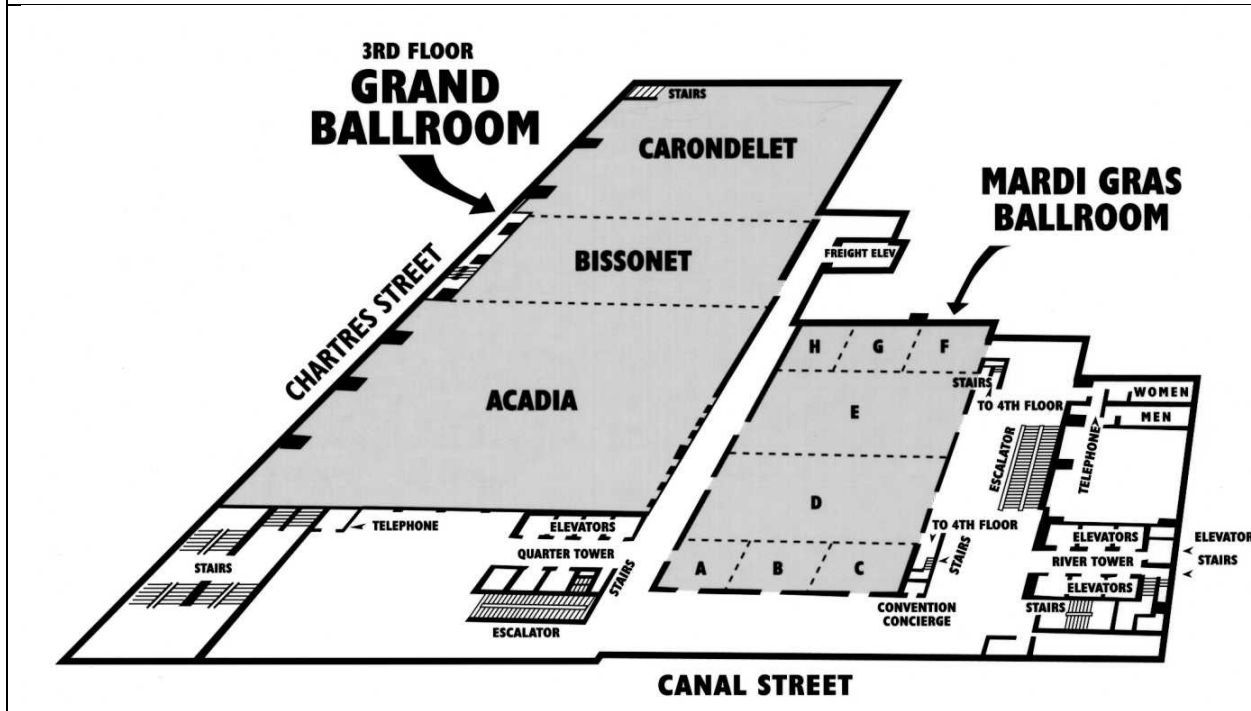 3RD FLOOR
GRAND
BALLROOM
STAIRS
CARONDELET
MARDI GRAS
BALLROOM
BISSONET
FREIGHT ELEV
CHARTRES STREET
H
G
F
ACADIA
STAIRS
TO 4TH FLOOR
WOMEN
MEN
E
ESCALATOR
TELEPHONE
D
TELEPHONE
ELEVATORS
TO 4TH FLOOR
STAIRS
ELEVATORS
ELEVATOR
STAIRS
QUARTER TOWER
RIVER TOWER
STAIRS
STAIRS
A
B
C
ELEVATORS
CONVENTION
CONCIERGE
STAIRS
ESCALATOR
CANAL STREET